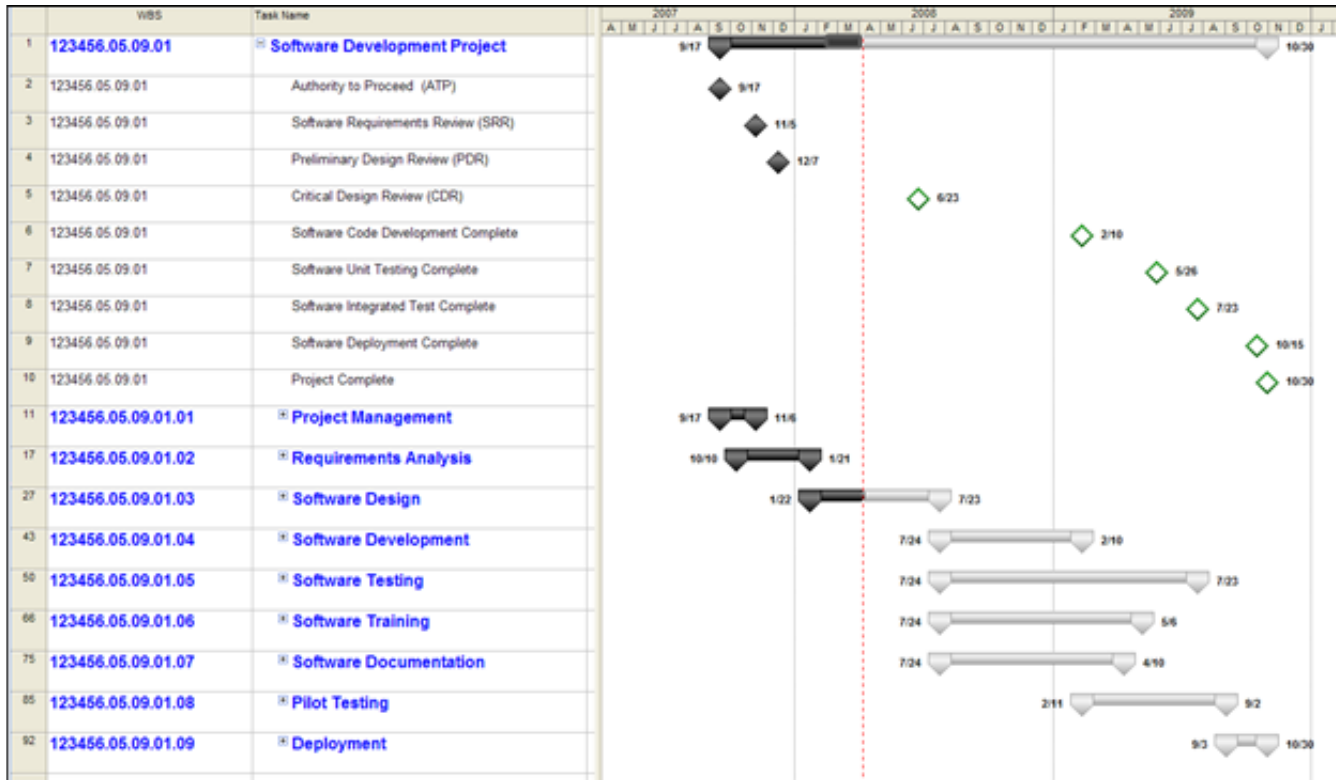 WBS Task Name 2007 2008 2009
A M J J A S O N D J F M A M J J A S O N D J F M A M J J A S O N D J
1 123456.05.09.01 Software Development Project 9/17 10/30
2 123456.05.09.01 Authority to Proceed (ATP) 9/17
3 123456.05.09.01 Software Requirements Review (SRR) 11/5
4 123456.05.09.01 Preliminary Design Review (PDR) 12/7
5 123456.05.09.01 Critical Design Review (CDR) 6/23
6 123456.05.09.01 Software Code Development Complete 2/10
7 123456.05.09.01 Software Unit Testing Complete 5/26
8 123456.05.09.01 Software Integrated Test Complete 7/23
9 123456.05.09.01 Software Deployment Complete 10/15
10 123456.05.09.01 Project Complete 10/30
11 123456.05.09.01.01 Project Management 9/17 11/6
17 123456.05.09.01.02 Requirements Analysis 10/10 1/21
27 123456.05.09.01.03 Software Design 1/22 7/23
43 123456.05.09.01.04 Software Development 7/24 2/10
50 123456.05.09.01.05 Software Testing 7/24 7/23
66 123456.05.09.01.06 Software Training 7/24 5/6
75 123456.05.09.01.07 Software Documentation 7/24 4/10
85 123456.05.09.01.08 Pilot Testing 2/11 9/2
92 123456.05.09.01.09 Deployment 9/3 10/30